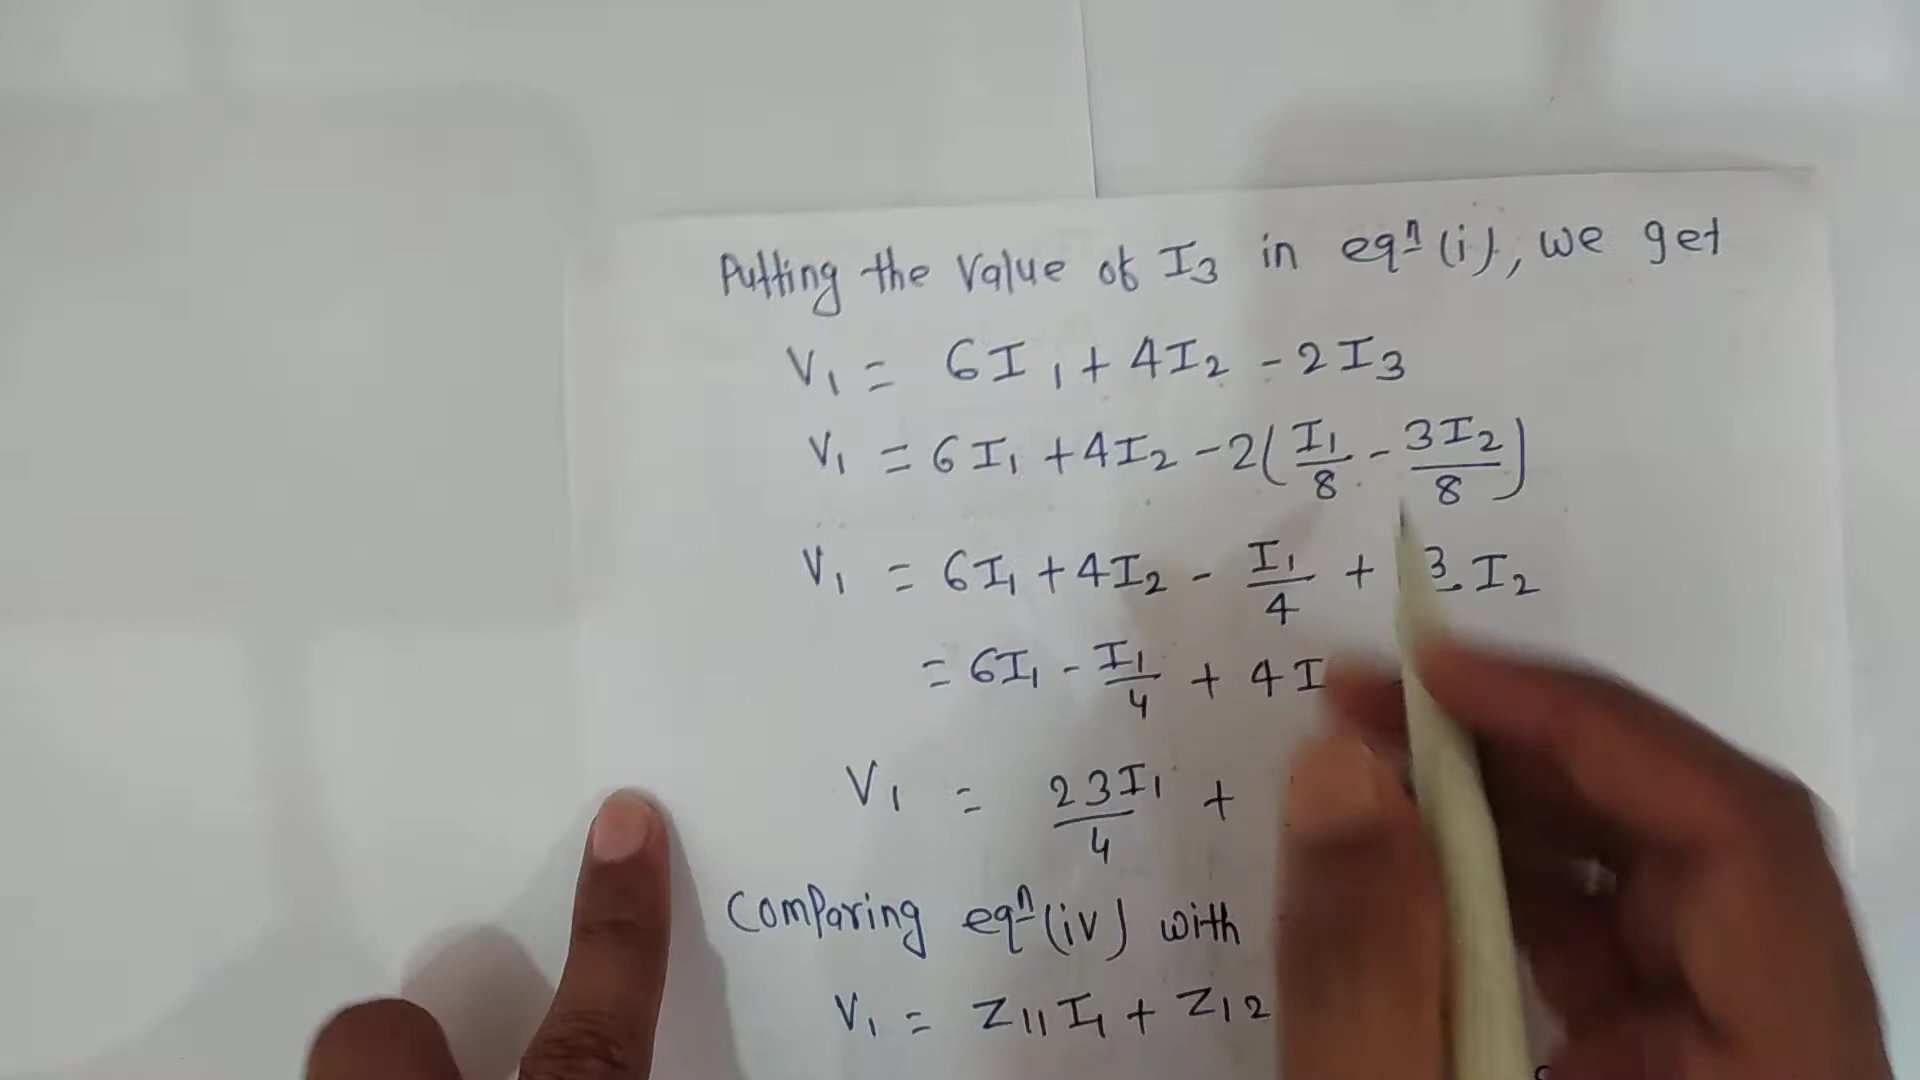 Putting the value of I3 in eqn (i), we get
V1 = 6I1 + 4I2 - 2I3
V1 = 6I1 + 4I2 - 2(I1/8 - 3I2/8)
V1 = 6I1 + 4I2 - I1/4 + 3 I2
= 6I1 - I1/4 + 4I
V1 = 23I1/4 +
Comparing eqn (iv) with
V1 = Z11 I1 + Z12